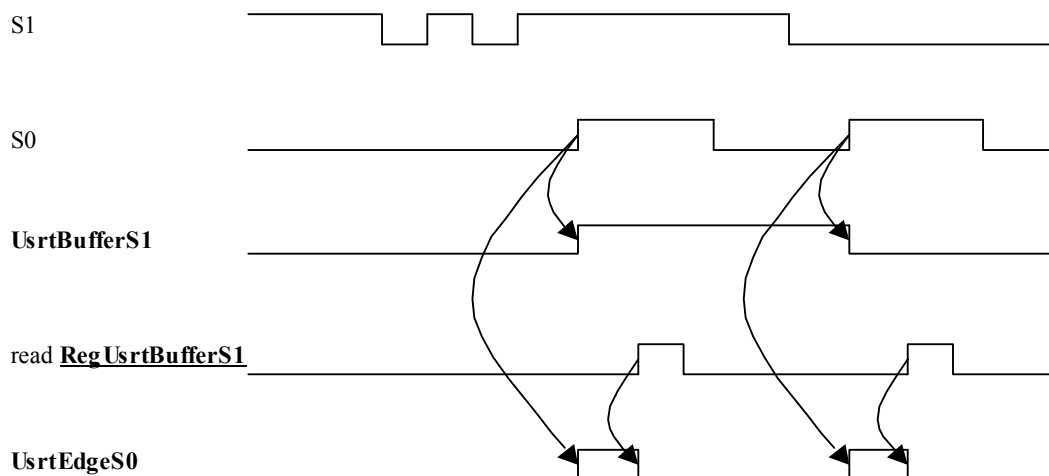 S1
S0
UsrtBufferS1
read RegUsrtBufferS1
UsrtEdgeS0